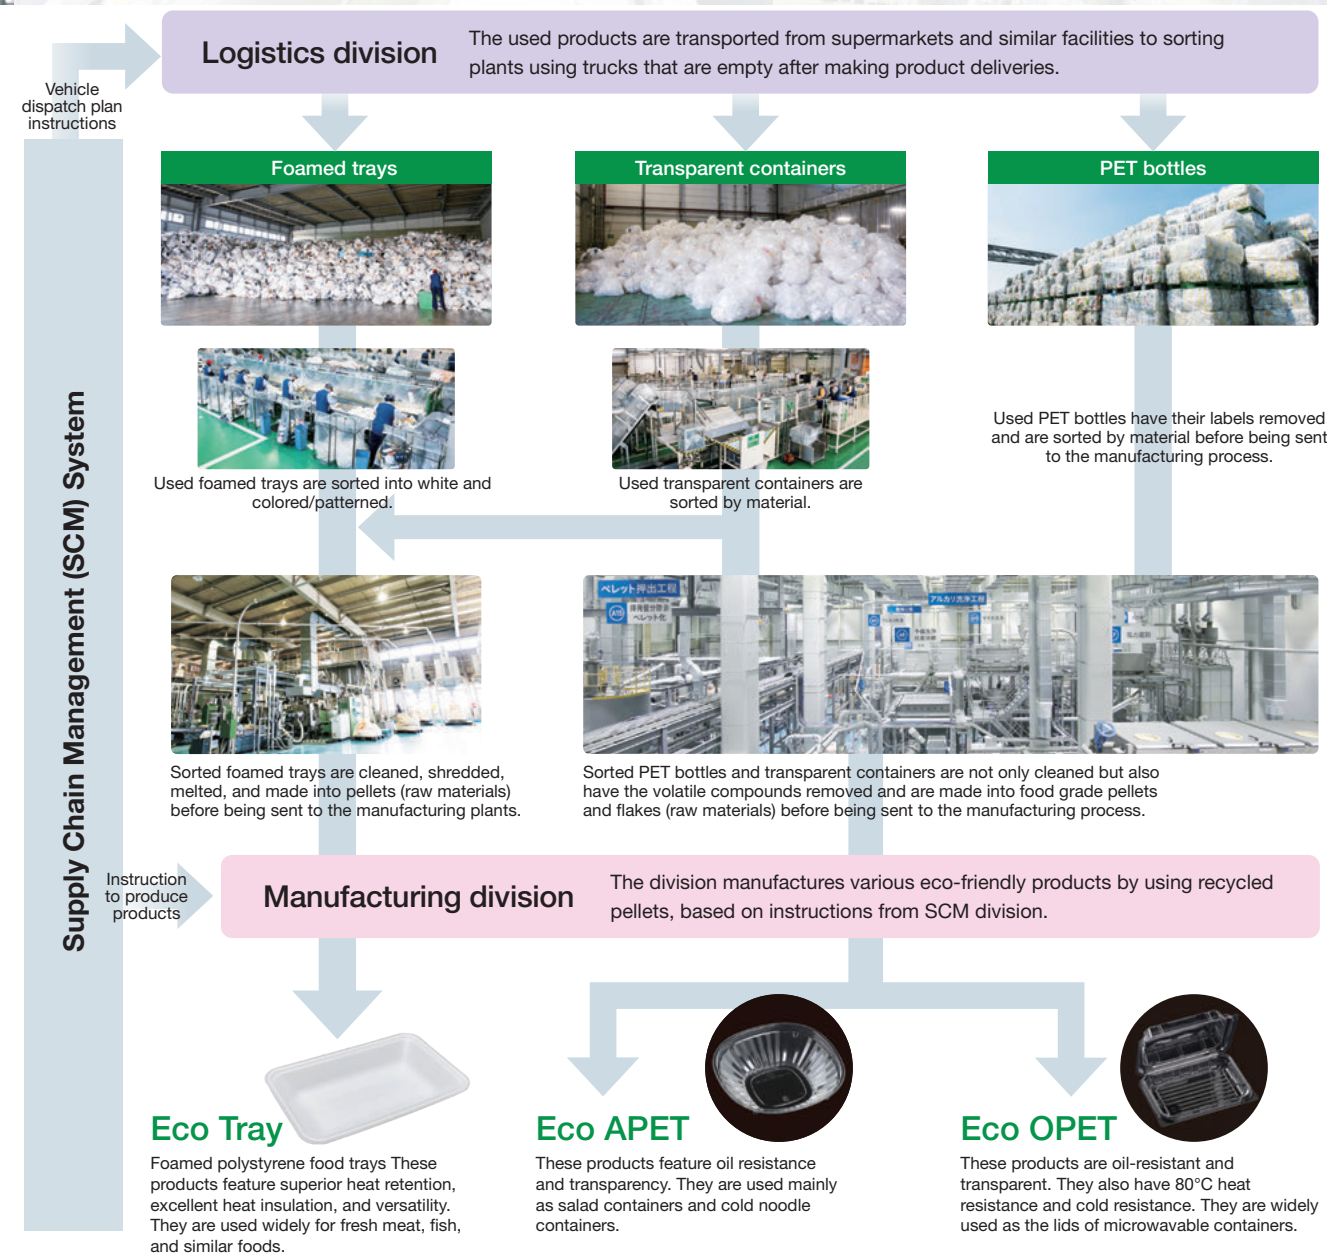 Logistics division
The used products are transported from supermarkets and similar facilities to sorting
plants using trucks that are empty after making product deliveries.
Vehicle
dispatch plan
instructions
Supply Chain Management (SCM) System
Foamed trays
Transparent containers
PET bottles
Used foamed trays are sorted into white and
colored/patterned.
Used transparent containers are
sorted by material.
Used PET bottles have their labels removed
and are sorted by material before being sent
to the manufacturing process.
ペレット押出工程
ペレット化
アルカリ洗浄工程
Sorted foamed trays are cleaned, shredded,
melted, and made into pellets (raw materials)
before being sent to the manufacturing plants.
Sorted PET bottles and transparent containers are not only cleaned but also
have the volatile compounds removed and are made into food grade pellets
and flakes (raw materials) before being sent to the manufacturing process.
Instruction
to produce
products
Manufacturing division
The division manufactures various eco-friendly products by using recycled
pellets, based on instructions from SCM division.
Eco Tray
Foamed polystyrene food trays These
products feature superior heat retention,
excellent heat insulation, and versatility.
They are used widely for fresh meat, fish,
and similar foods.
Eco APET
These products feature oil resistance
and transparency. They are used mainly
as salad containers and cold noodle
containers.
Eco OPET
These products are oil-resistant and
transparent. They also have 80°C heat
resistance and cold resistance. They are widely
used as the lids of microwavable containers.